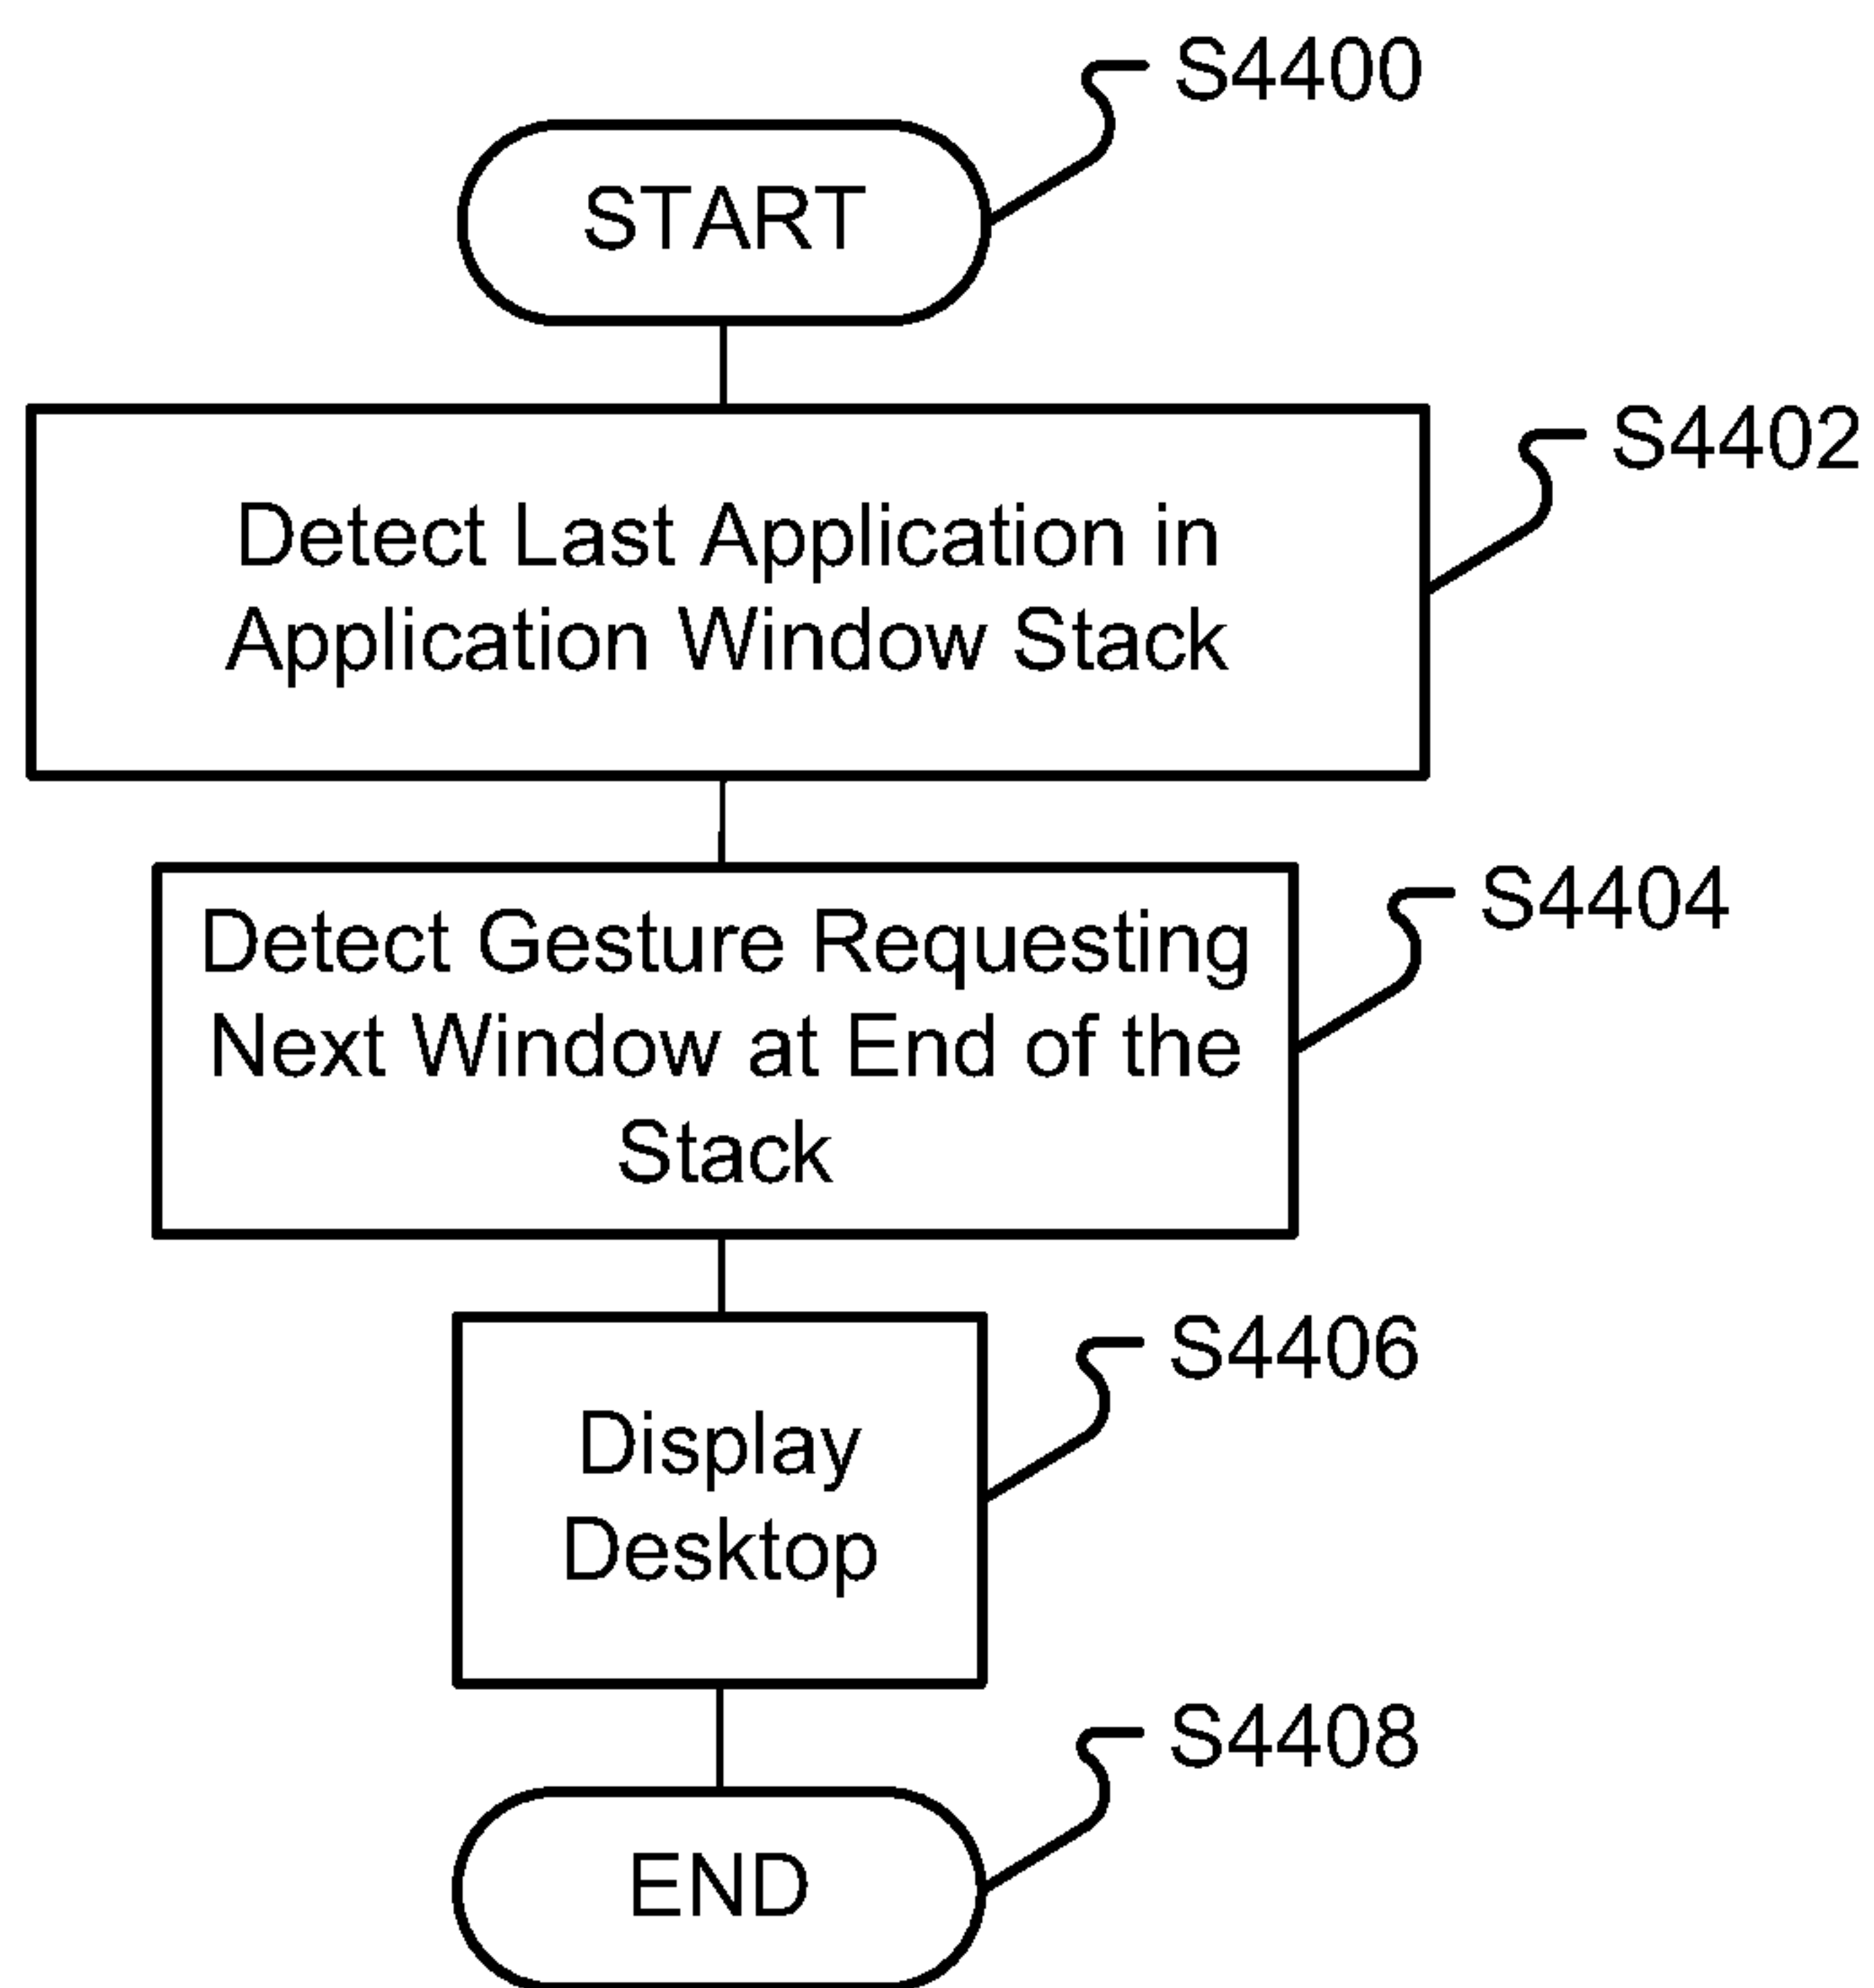 S4400
START
S4402
Detect Last Application in
Application Window Stack
S4404
Detect Gesture Requesting
Next Window at End of the
Stack
S4406
Display
Desktop
S4408
END